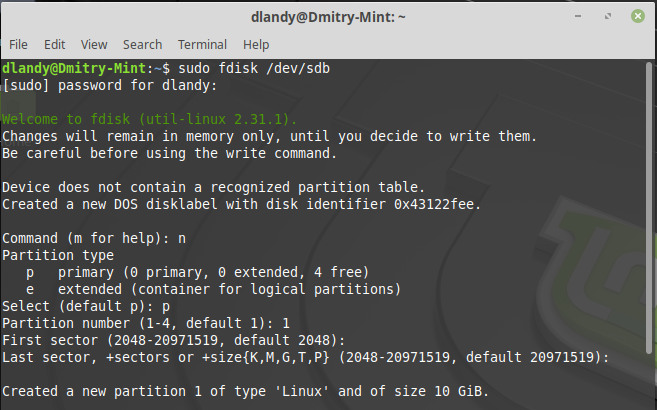 dlandy@Dmitry-Mint: ~
File Edit View Search Terminal Help
dlandy@Dmitry-Mint:~$ sudo fdisk /dev/sdb
[sudo] password for dlandy:
Welcome to fdisk (util-linux 2.31.1).
Changes will remain in memory only, until you decide to write them.
Be careful before using the write command.
Device does not contain a recognized partition table.
Created a new DOS disklabel with disk identifier 0x43122fee.
Command (m for help): n
Partition type
p primary (0 primary, 0 extended, 4 free)
e extended (container for logical partitions)
Select (default p): p
Partition number (1-4, default 1): 1
First sector (2048-20971519, default 2048):
Last sector, +sectors or +size{K,M,G,T,P} (2048-20971519, default 20971519):
Created a new partition 1 of type 'Linux' and of size 10 GiB.